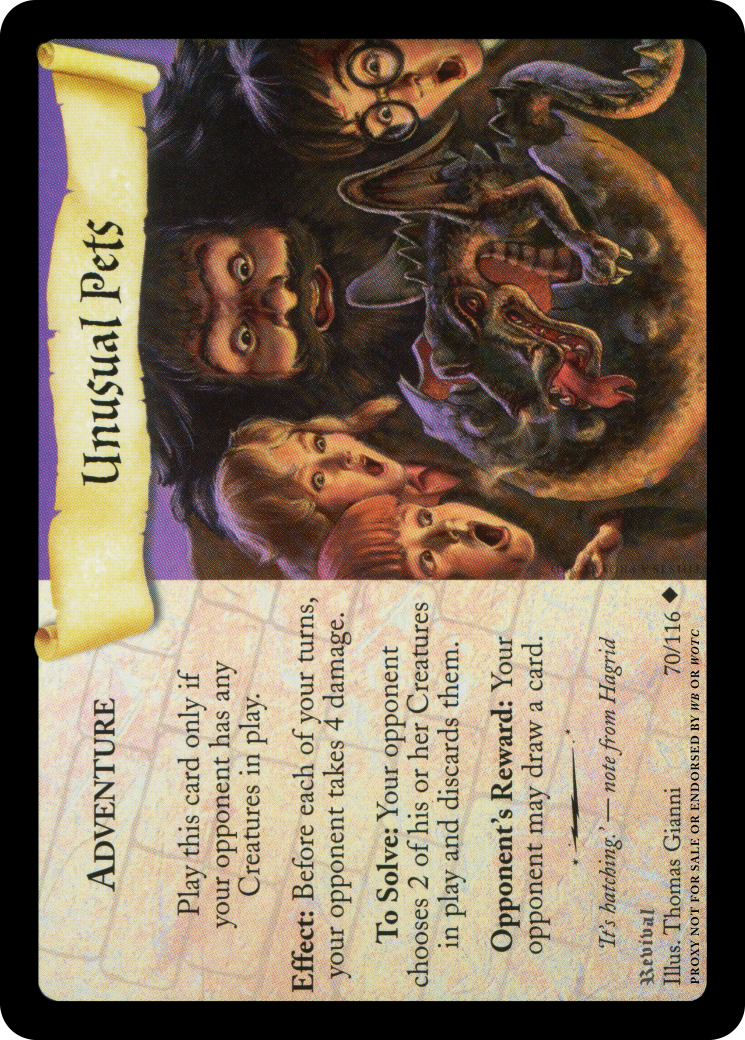 Unusual Pets
ADVENTURE
Play this card only if
your opponent has any
Creatures in play.
Effect: Before each of your turns,
your opponent takes 4 damage.
To Solve: Your opponent
chooses 2 of his or her Creatures
in play and discards them.
Opponent's Reward: Your
opponent may draw a card.
'It's hatching.' — note from Hagrid
Revival
Illus. Thomas Gianni 70/116 ◆
PROXY NOT FOR SALE OR ENDORSED BY WB OR WOTC